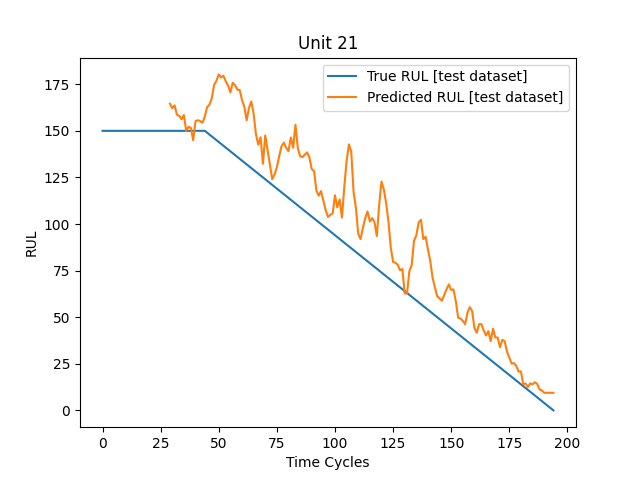 Unit 21
True RUL [test dataset]
Predicted RUL [test dataset]
RUL
175
150
125
100
75
50
25
0
0 25 50 75 100 125 150 175 200
Time Cycles